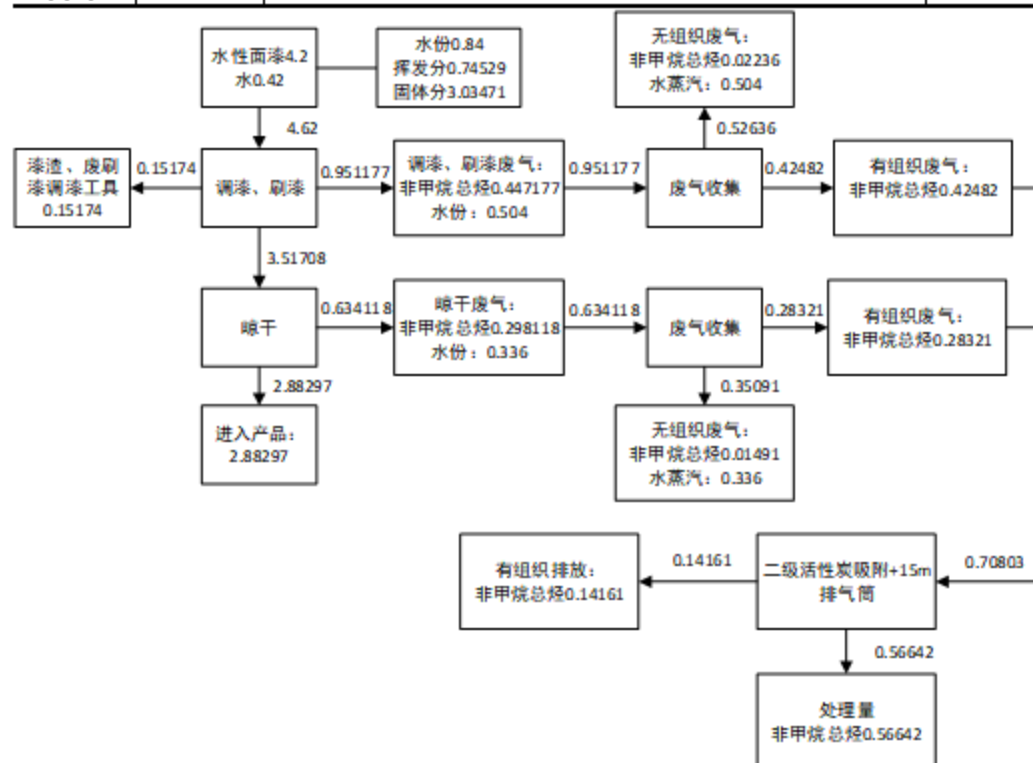 水性面漆4.2
水0.42
水份0.84
挥发分0.74529
固体分3.03471
无组织废气：
非甲烷总烃0.02236
水蒸汽：0.504
4.62
0.52636
漆渣、废刷
漆调漆工具
0.15174
0.15174
调漆、刷漆
0.951177
调漆、刷漆废气：
非甲烷总烃0.447177
水份：0.504
0.951177
废气收集
0.42482
有组织废气：
非甲烷总烃0.42482
3.51708
晾干
0.634118
晾干废气：
非甲烷总烃0.298118
水份：0.336
0.634118
废气收集
0.28321
有组织废气：
非甲烷总烃0.28321
2.88297
0.35091
进入产品：
2.88297
无组织废气：
非甲烷总烃0.01491
水蒸汽：0.336
有组织排放：
非甲烷总烃0.14161
0.14161
二级活性炭吸附+15m
排气筒
0.70803
0.56642
处理量
非甲烷总烃0.56642